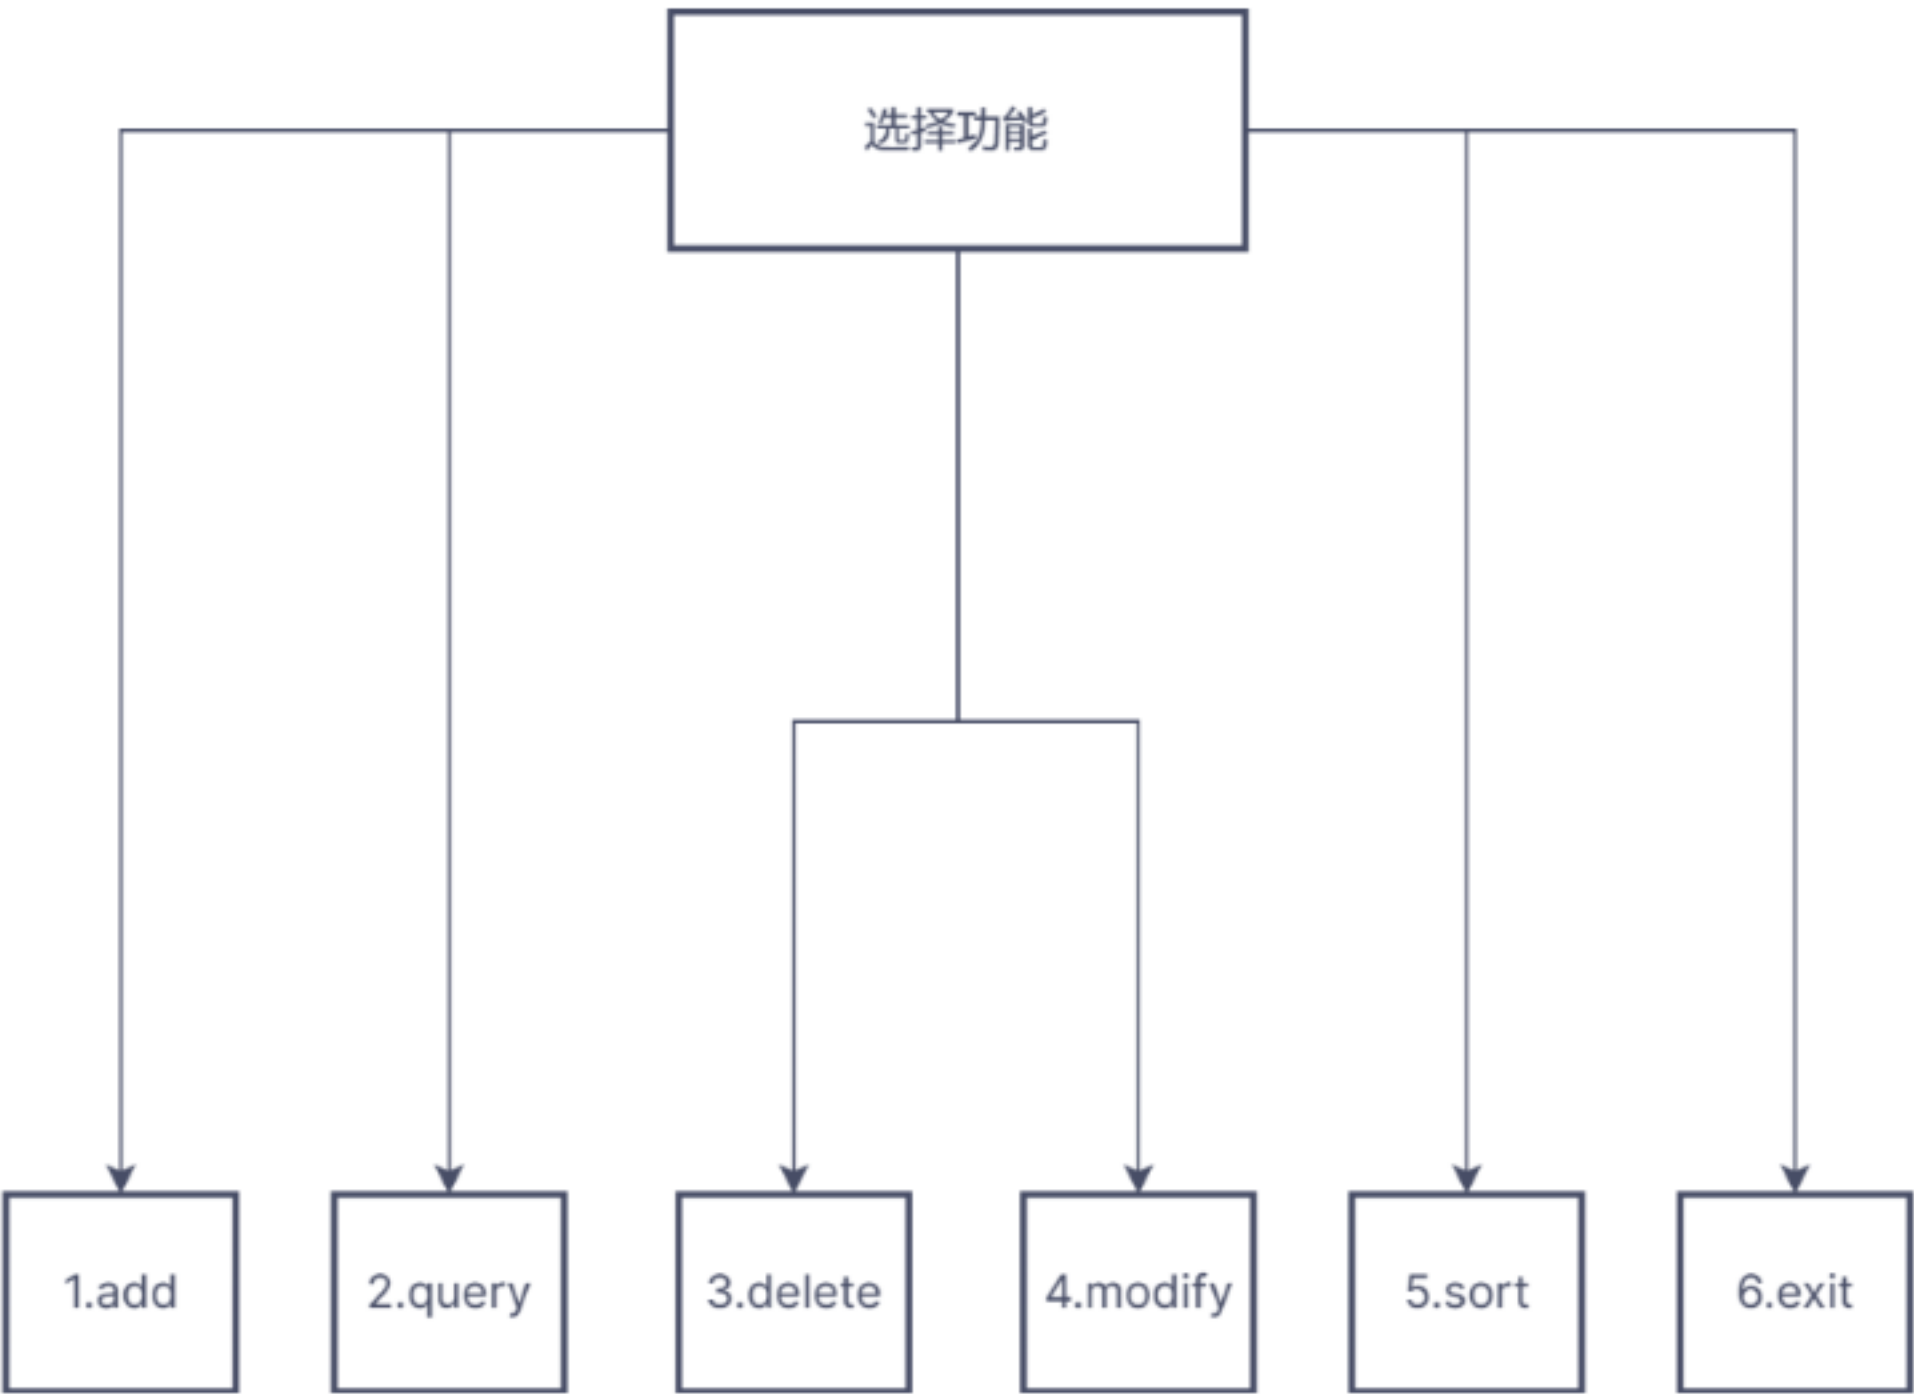 选择功能
1.add
2.query
3.delete
4.modify
5.sort
6.exit